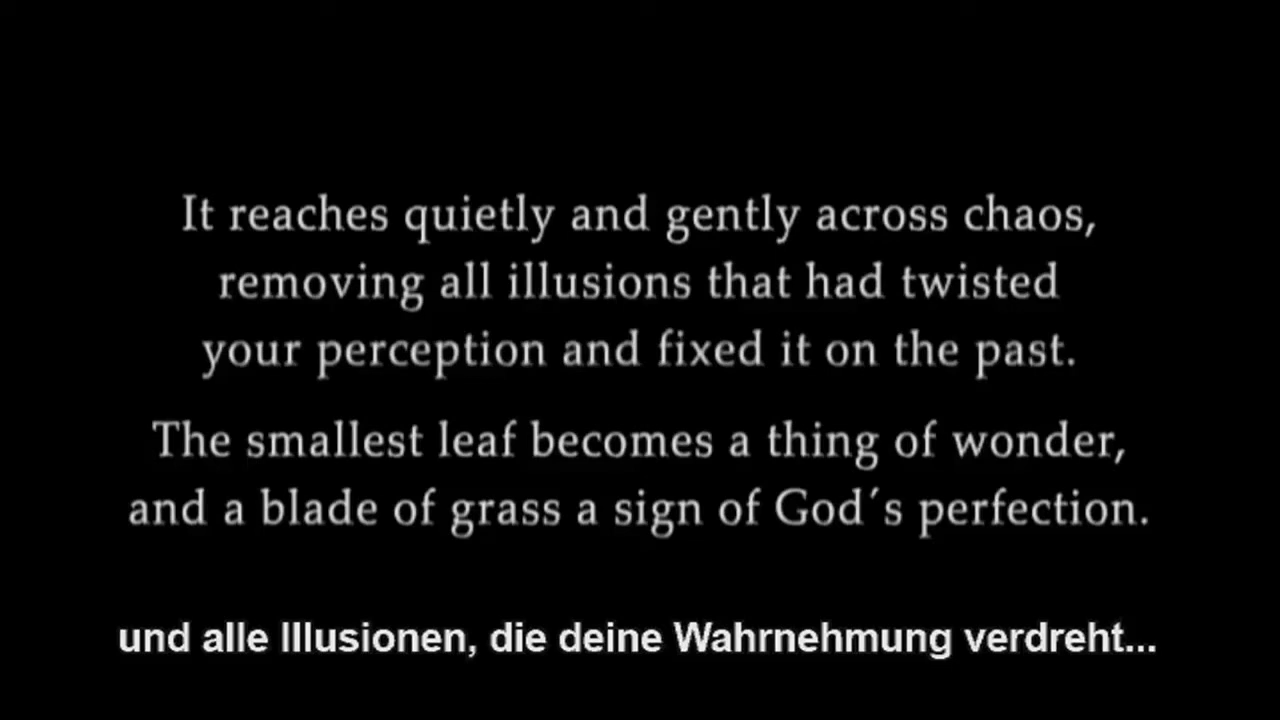 It reaches quietly and gently across chaos,
removing all illusions that had twisted
your perception and fixed it on the past.
The smallest leaf becomes a thing of wonder,
and a blade of grass a sign of God´s perfection.
und alle Illusionen, die deine Wahrnehmung verdreht...